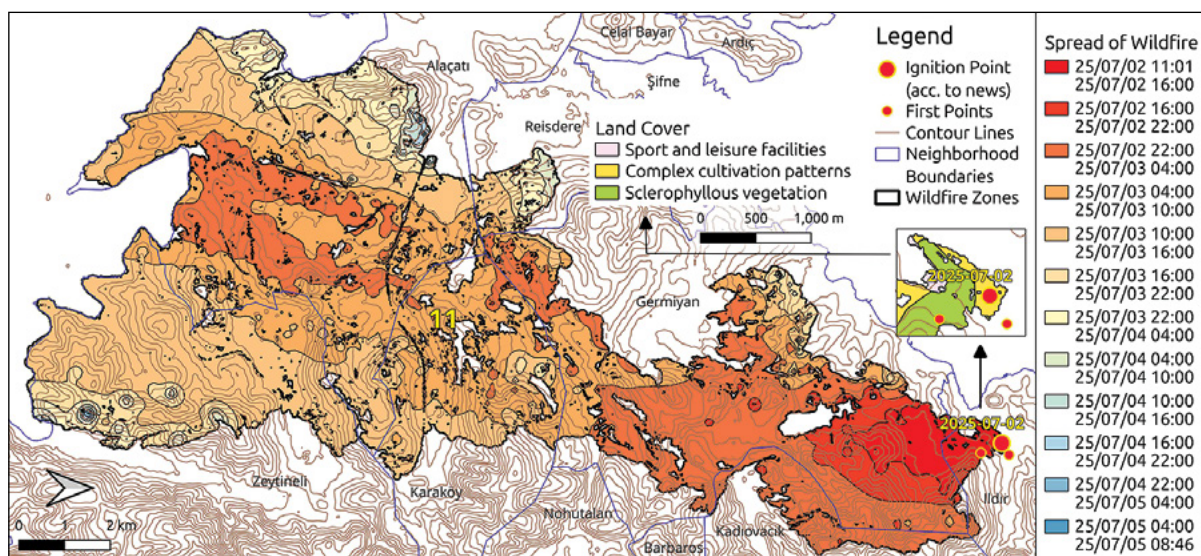 Celal Bayar
Ardıç
Alaçatı
Şifne
Reisdere
Legend
Ignition Point
(acc. to news)
First Points
Contour Lines
Neighborhood
Boundaries
Wildfire Zones
Land Cover
Sport and leisure facilities
Complex cultivation patterns
Sclerophyllous vegetation
0 500 1,000 m
2025-07-02
Germiyan
11
2025-07-02
Ildır
Zeytineli
Karaköy
Nohutalan
Kadıovacık
Barbaros
0 1 2 km
Spread of Wildfire
25/07/02 11:01
25/07/02 16:00
25/07/02 16:00
25/07/02 22:00
25/07/02 22:00
25/07/03 04:00
25/07/03 04:00
25/07/03 10:00
25/07/03 10:00
25/07/03 16:00
25/07/03 16:00
25/07/03 22:00
25/07/03 22:00
25/07/04 04:00
25/07/04 04:00
25/07/04 10:00
25/07/04 10:00
25/07/04 16:00
25/07/04 16:00
25/07/04 22:00
25/07/04 22:00
25/07/05 04:00
25/07/05 04:00
25/07/05 08:46